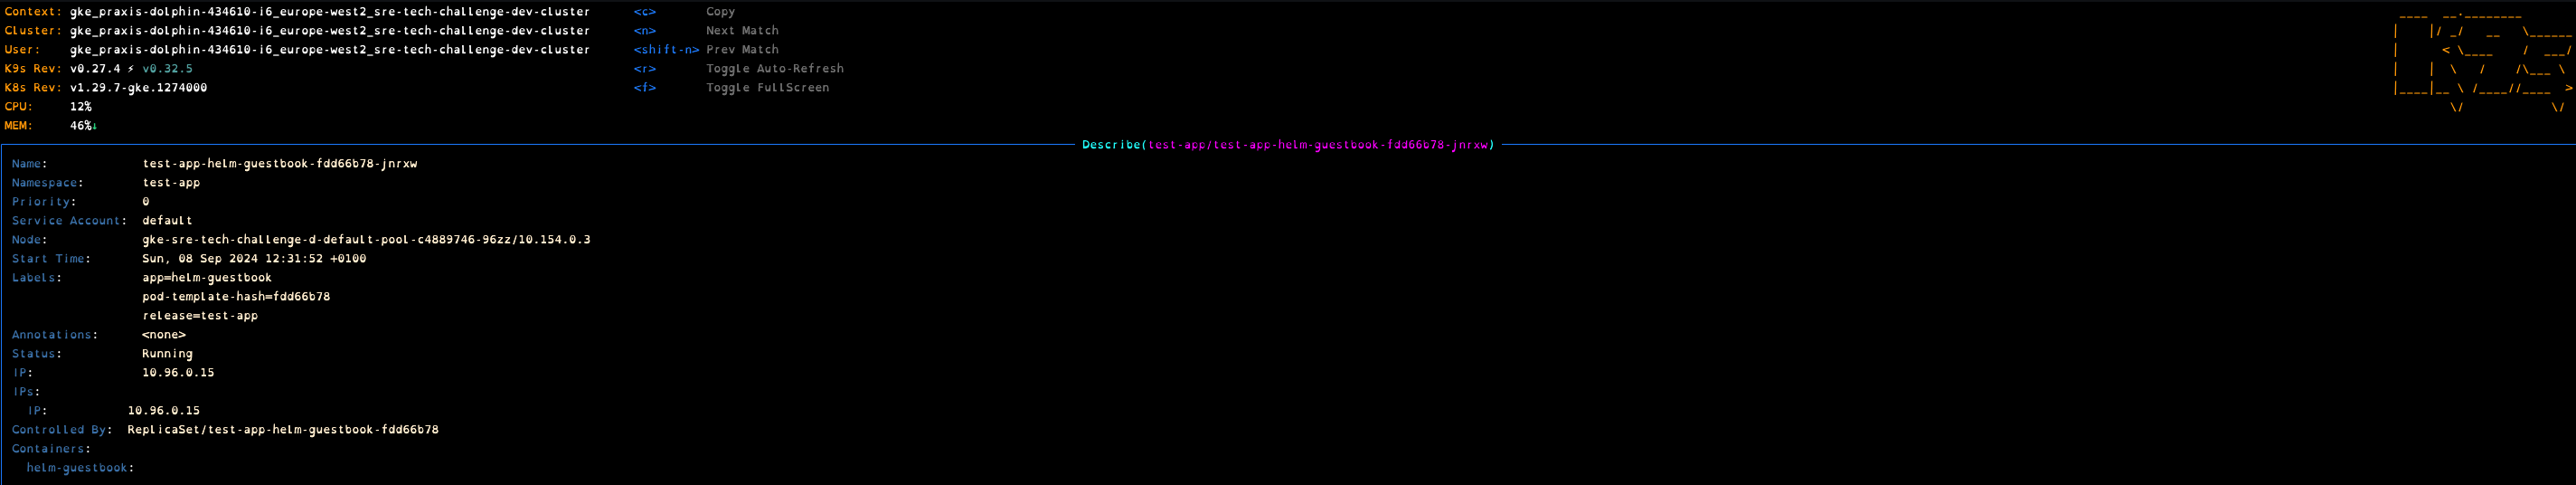 Context: gke_praxis-dolphin-434610-i6_europe-west2_sre-tech-challenge-dev-cluster <c> Copy
Cluster: gke_praxis-dolphin-434610-i6_europe-west2_sre-tech-challenge-dev-cluster <n> Next Match
User: gke_praxis-dolphin-434610-i6_europe-west2_sre-tech-challenge-dev-cluster <shift-n> Prev Match
K9s Rev: v0.27.4 ⚡ v0.32.5 <r> Toggle Auto-Refresh
K8s Rev: v1.29.7-gke.1274000 <f> Toggle FullScreen
CPU: 12%
MEM: 46%↓
Describe(test-app/test-app-helm-guestbook-fdd66b78-jnrxw)
Name: test-app-helm-guestbook-fdd66b78-jnrxw
Namespace: test-app
Priority: 0
Service Account: default
Node: gke-sre-tech-challenge-d-default-pool-c4889746-96zz/10.154.0.3
Start Time: Sun, 08 Sep 2024 12:31:52 +0100
Labels: app=helm-guestbook
pod-template-hash=fdd66b78
release=test-app
Annotations: <none>
Status: Running
IP: 10.96.0.15
IPs:
IP: 10.96.0.15
Controlled By: ReplicaSet/test-app-helm-guestbook-fdd66b78
Containers:
helm-guestbook: